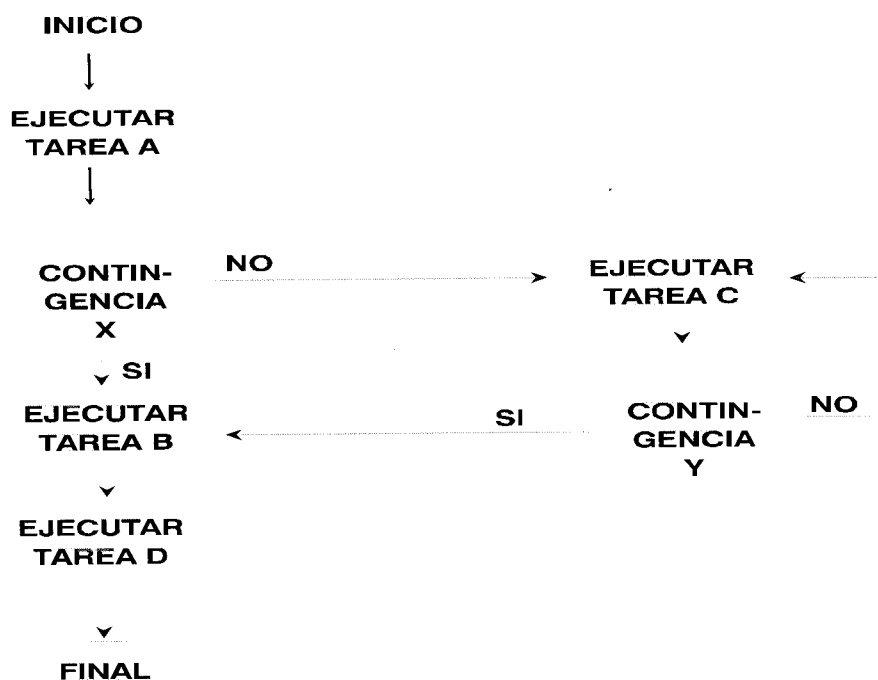 INICIO
EJECUTAR
TAREA A
CONTIN-
GENCIA
X
NO
EJECUTAR
TAREA C
SI
EJECUTAR
TAREA B
SI
CONTIN-
GENCIA
Y
NO
EJECUTAR
TAREA D
FINAL